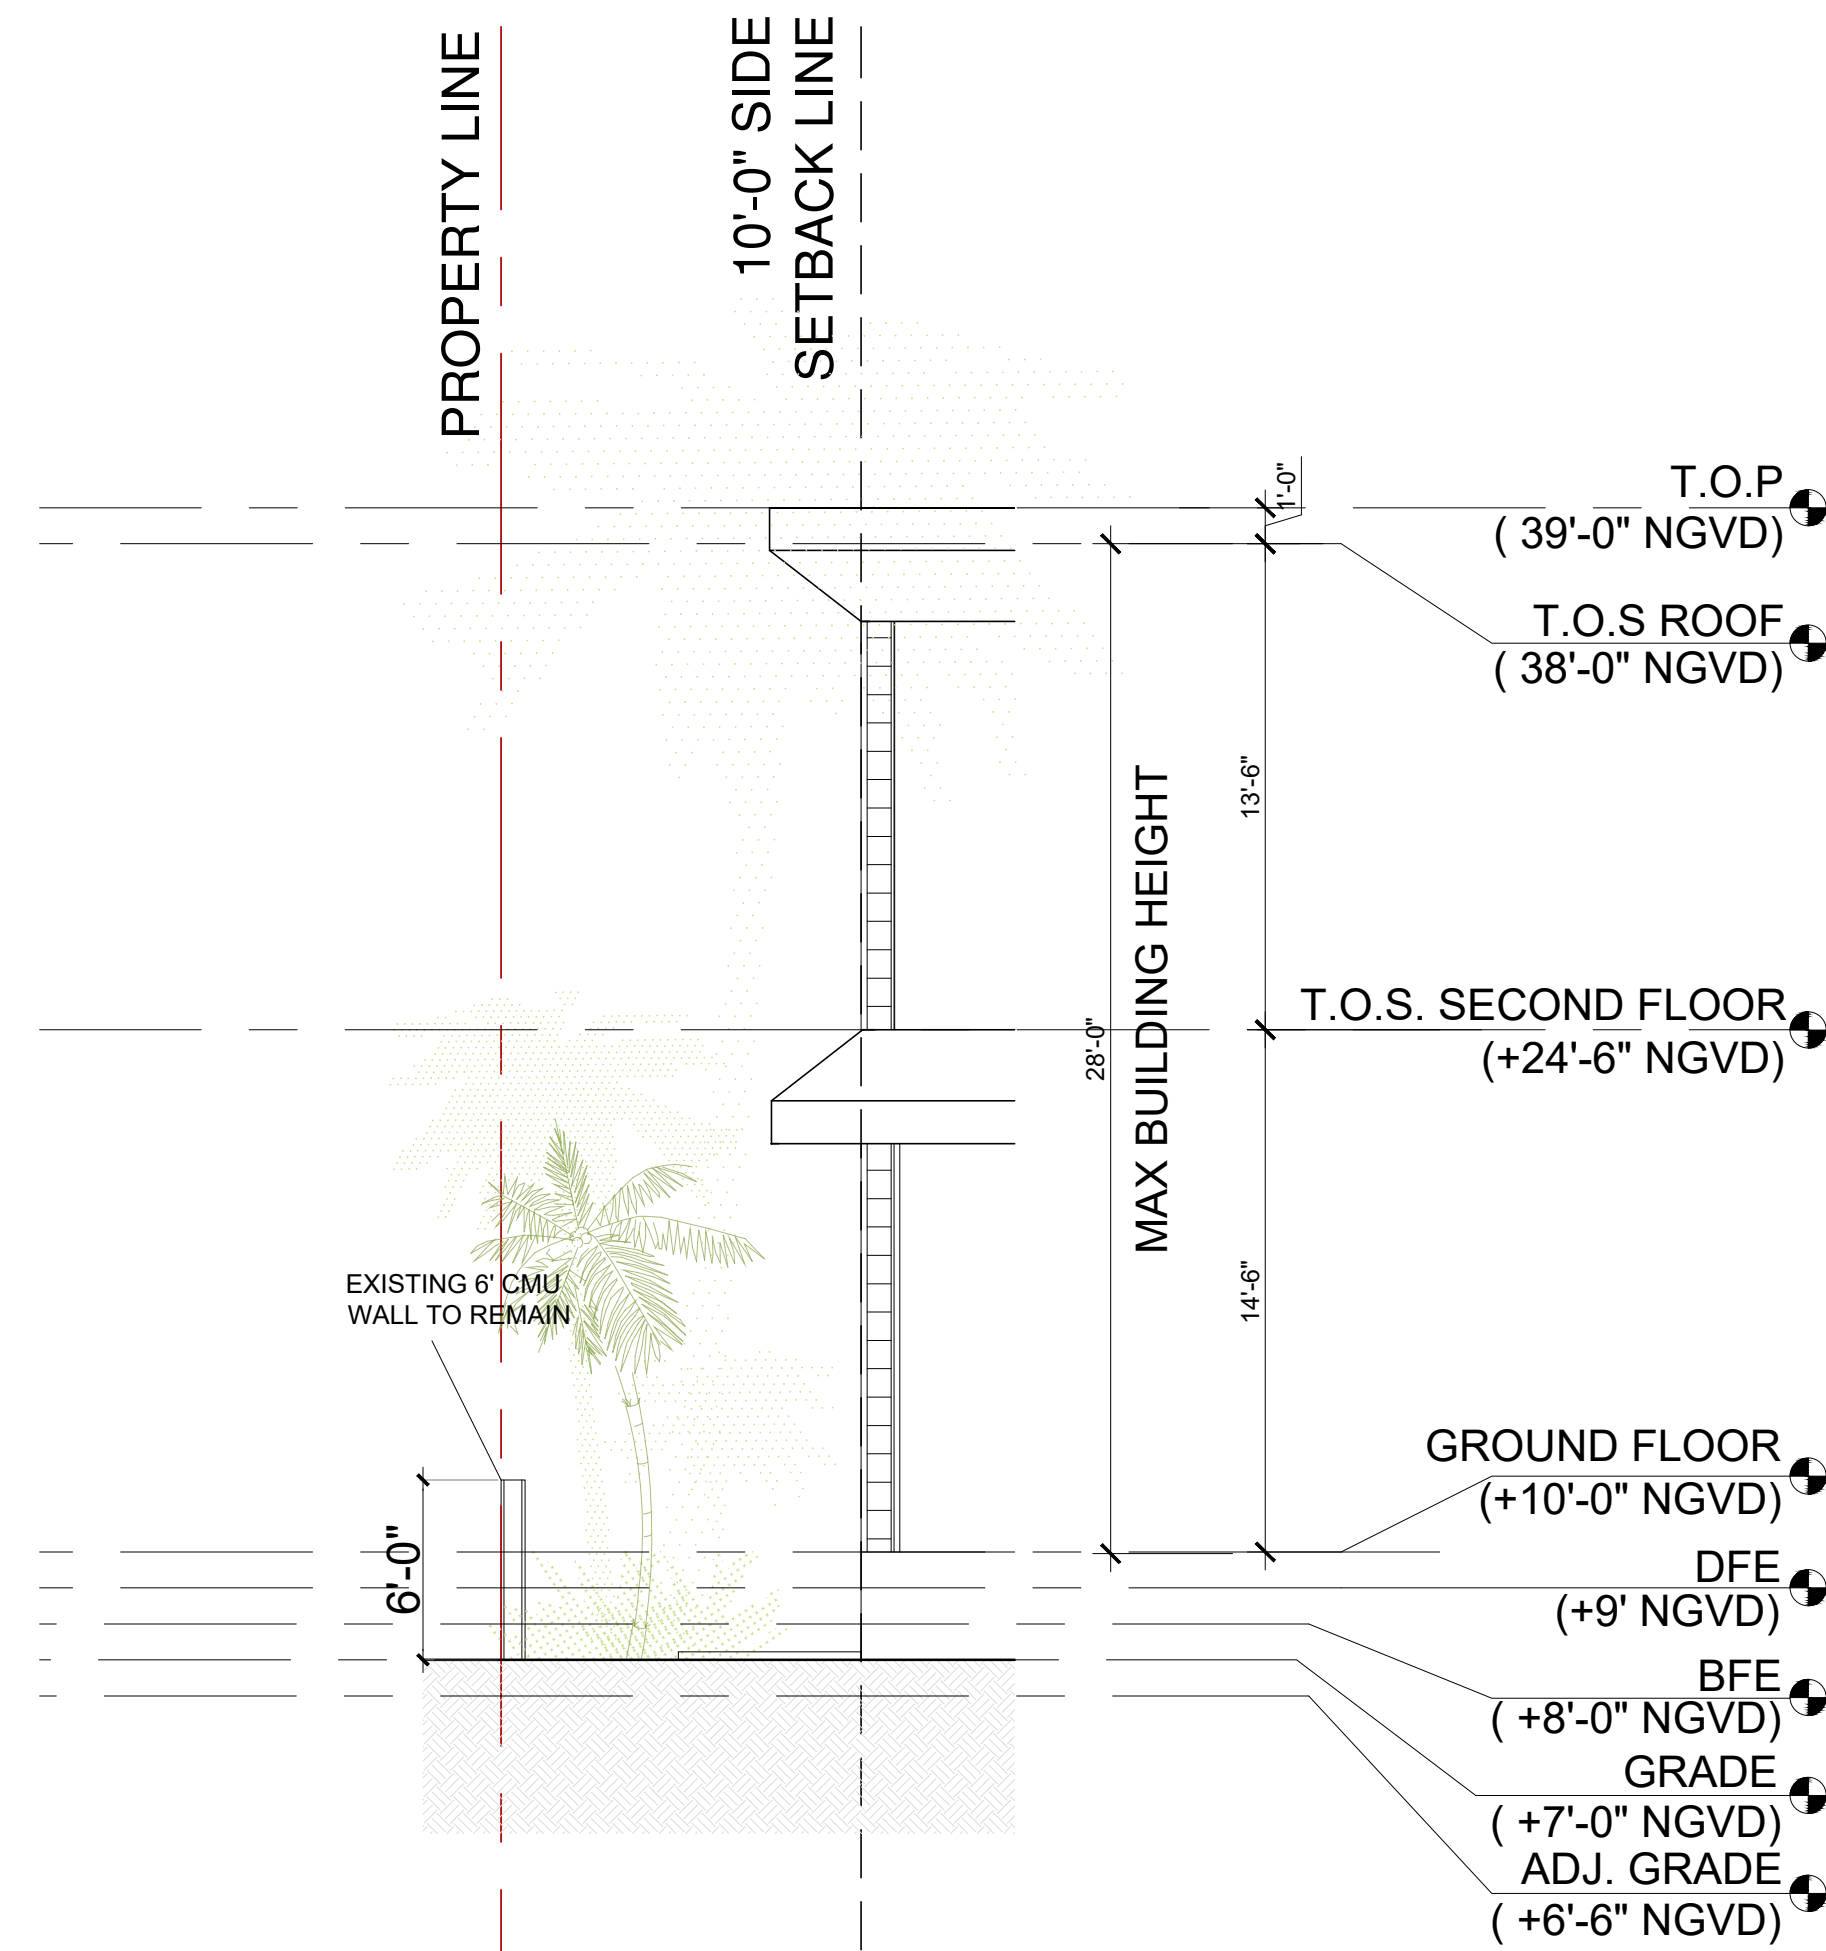 PROPERTY LINE
10'-0" SIDE
SETBACK LINE
1'-0"
T.O.P
( 39'-0" NGVD)
T.O.S ROOF
( 38'-0" NGVD)
13'-6"
MAX BUILDING HEIGHT
28'-0"
T.O.S. SECOND FLOOR
(+24'-6" NGVD)
14'-6"
EXISTING 6' CMU
WALL TO REMAIN
6'-0"
GROUND FLOOR
(+10'-0" NGVD)
DFE
(+9' NGVD)
BFE
( +8'-0" NGVD)
GRADE
( +7'-0" NGVD)
ADJ. GRADE
( +6'-6" NGVD)